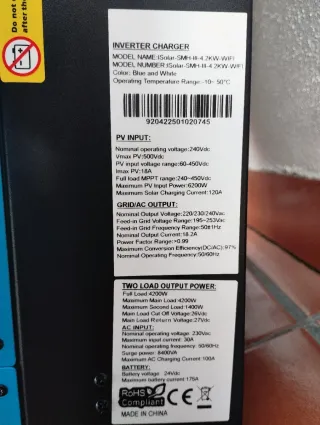 Do not
after the
INVERTER CHARGER
MODEL NAME:ISolar-SMH-III-4.2KW-WIFI
MODEL NUMBER:ISolar-SMH-III-4.2KW-WIFI
Color: Blue and White
Operating Temperature Range:-10~ 50°C
920422501020745
PV INPUT:
Nominal operating voltage:240Vdc
Vmax PV:500Vdc
PV input voltage range:60-450Vdc
Imax PV:18A
Full load MPPT range:240~450Vdc
Maximum PV Input Power:6200W
Maximum Solar Charging Current:120A
GRID/AC OUTPUT:
Nominal Output Voltage:220/230/240Vac
Feed-in Grid Voltage Range:195~253Vac
Feed-in Grid Frequency Range:50±1Hz
Nominal Output Current:18.2A
Power Factor Range:>0.99
Maximum Conversion Efficiency(DC/AC):97%
Nominal Operating Frequency:50/60Hz
TWO LOAD OUTPUT POWER:
Full Load:4200W
Maximum Main Load:4200W
Maximum Second Load:1400W
Main Load Cut Off Voltage:26Vdc
Main Load Return Voltage:27Vdc
AC INPUT:
Nominal operating voltage: 230Vac
Maximum input current: 30A
Nominal operating frequency: 50/60Hz
Surge power: 8400VA
Maximum AC Charging Current:100A
BATTERY:
Battery voltage: 24Vdc
Maximum battery current:175A
RoHS
Compliant
CE
MADE IN CHINA